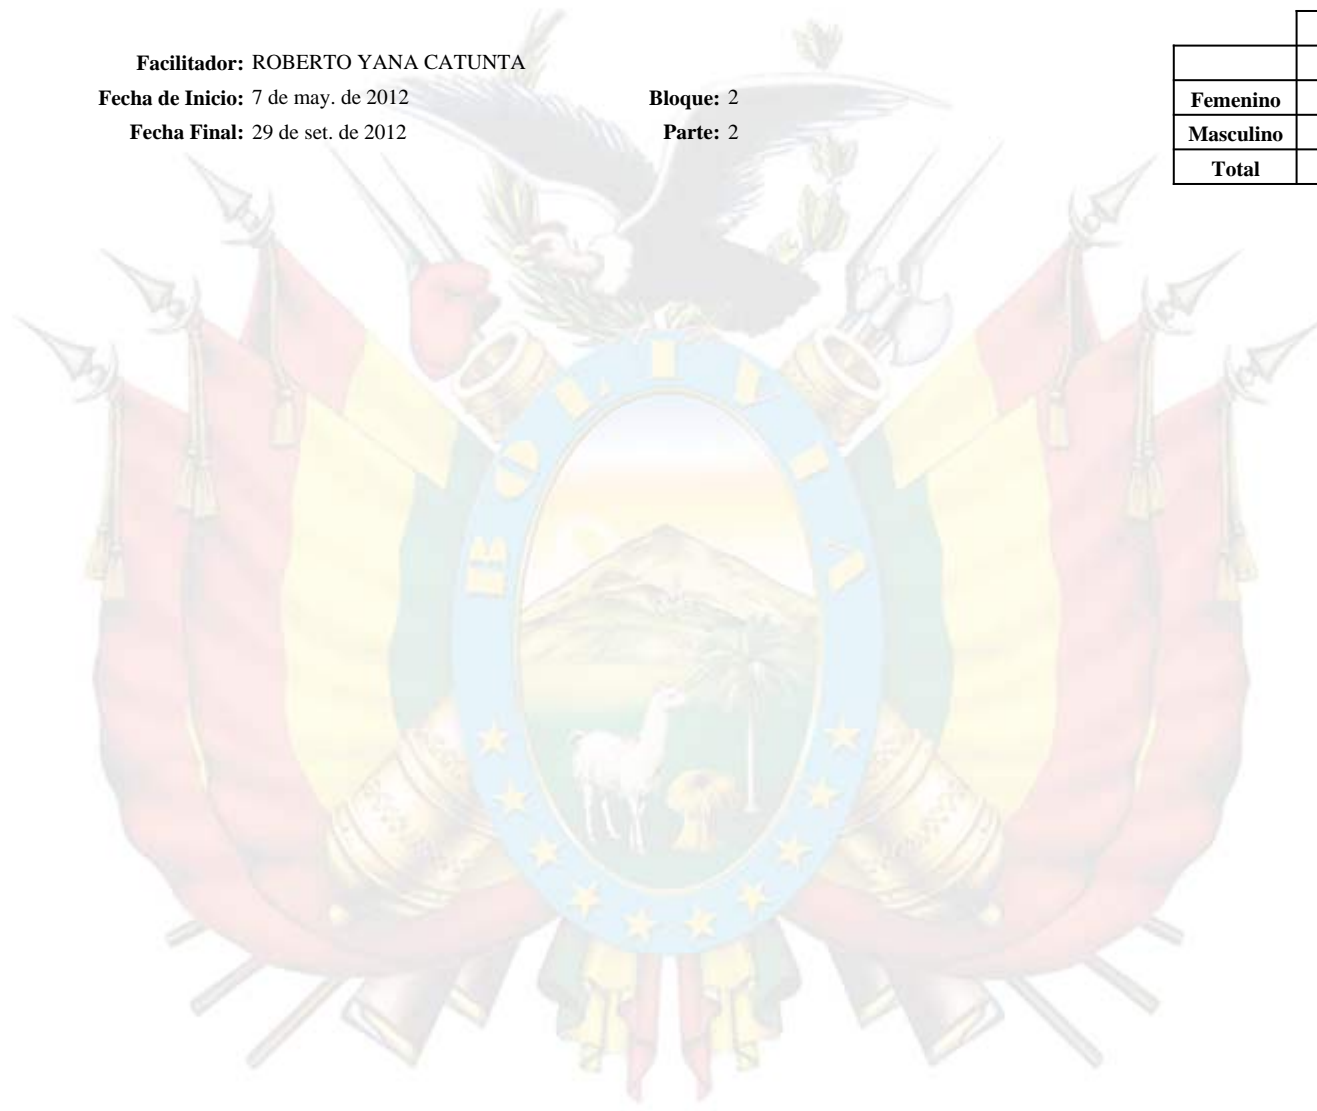 Facilitador: ROBERTO YANA CATUNTA
Fecha de Inicio: 7 de may. de 2012 Bloque: 2
Fecha Final: 29 de set. de 2012 Parte: 2
Femenino
Masculino
Total
BOLIVIA